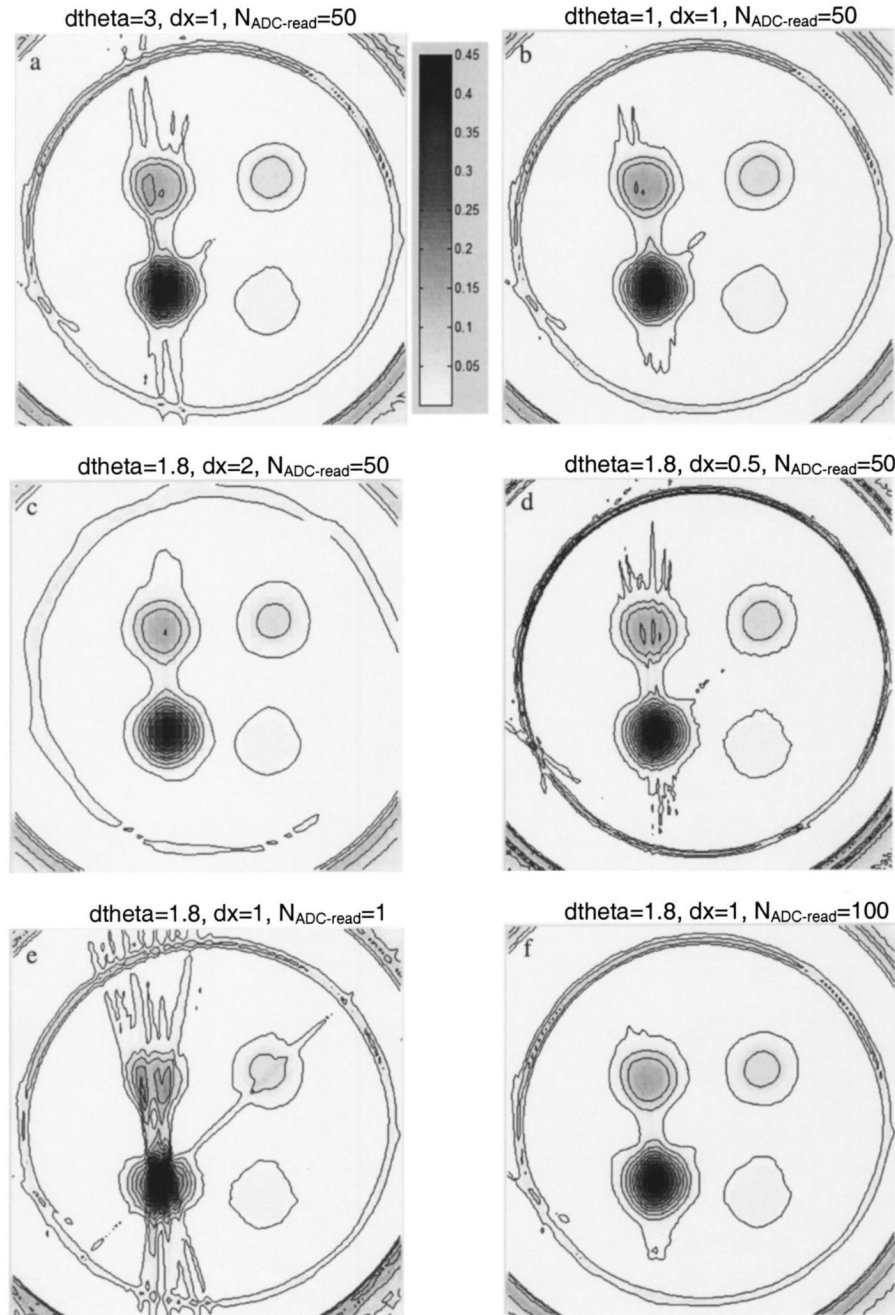 dtheta=3, dx=1, NADC-read=50
dtheta=1, dx=1, NADC-read=50
a
0.45
0.4
0.35
0.3
0.25
0.2
0.15
0.1
0.05
b
dtheta=1.8, dx=2, NADC-read=50
dtheta=1.8, dx=0.5, NADC-read=50
c
d
dtheta=1.8, dx=1, NADC-read=1
dtheta=1.8, dx=1, NADC-read=100
e
f